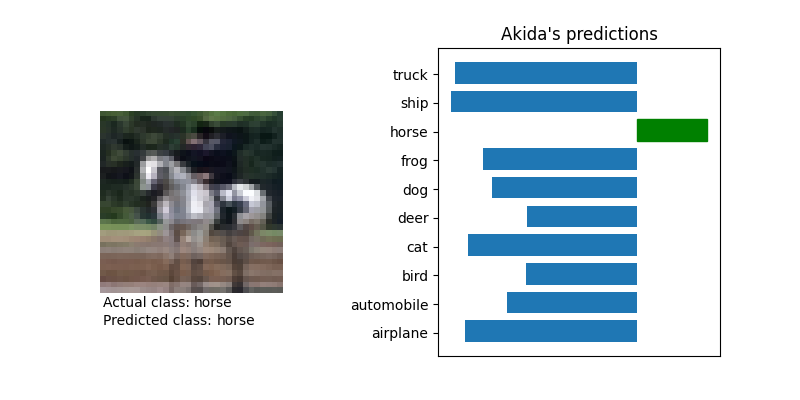 Akida's predictions
truck
ship
horse
frog
dog
deer
cat
bird
automobile
airplane
Actual class: horse
Predicted class: horse